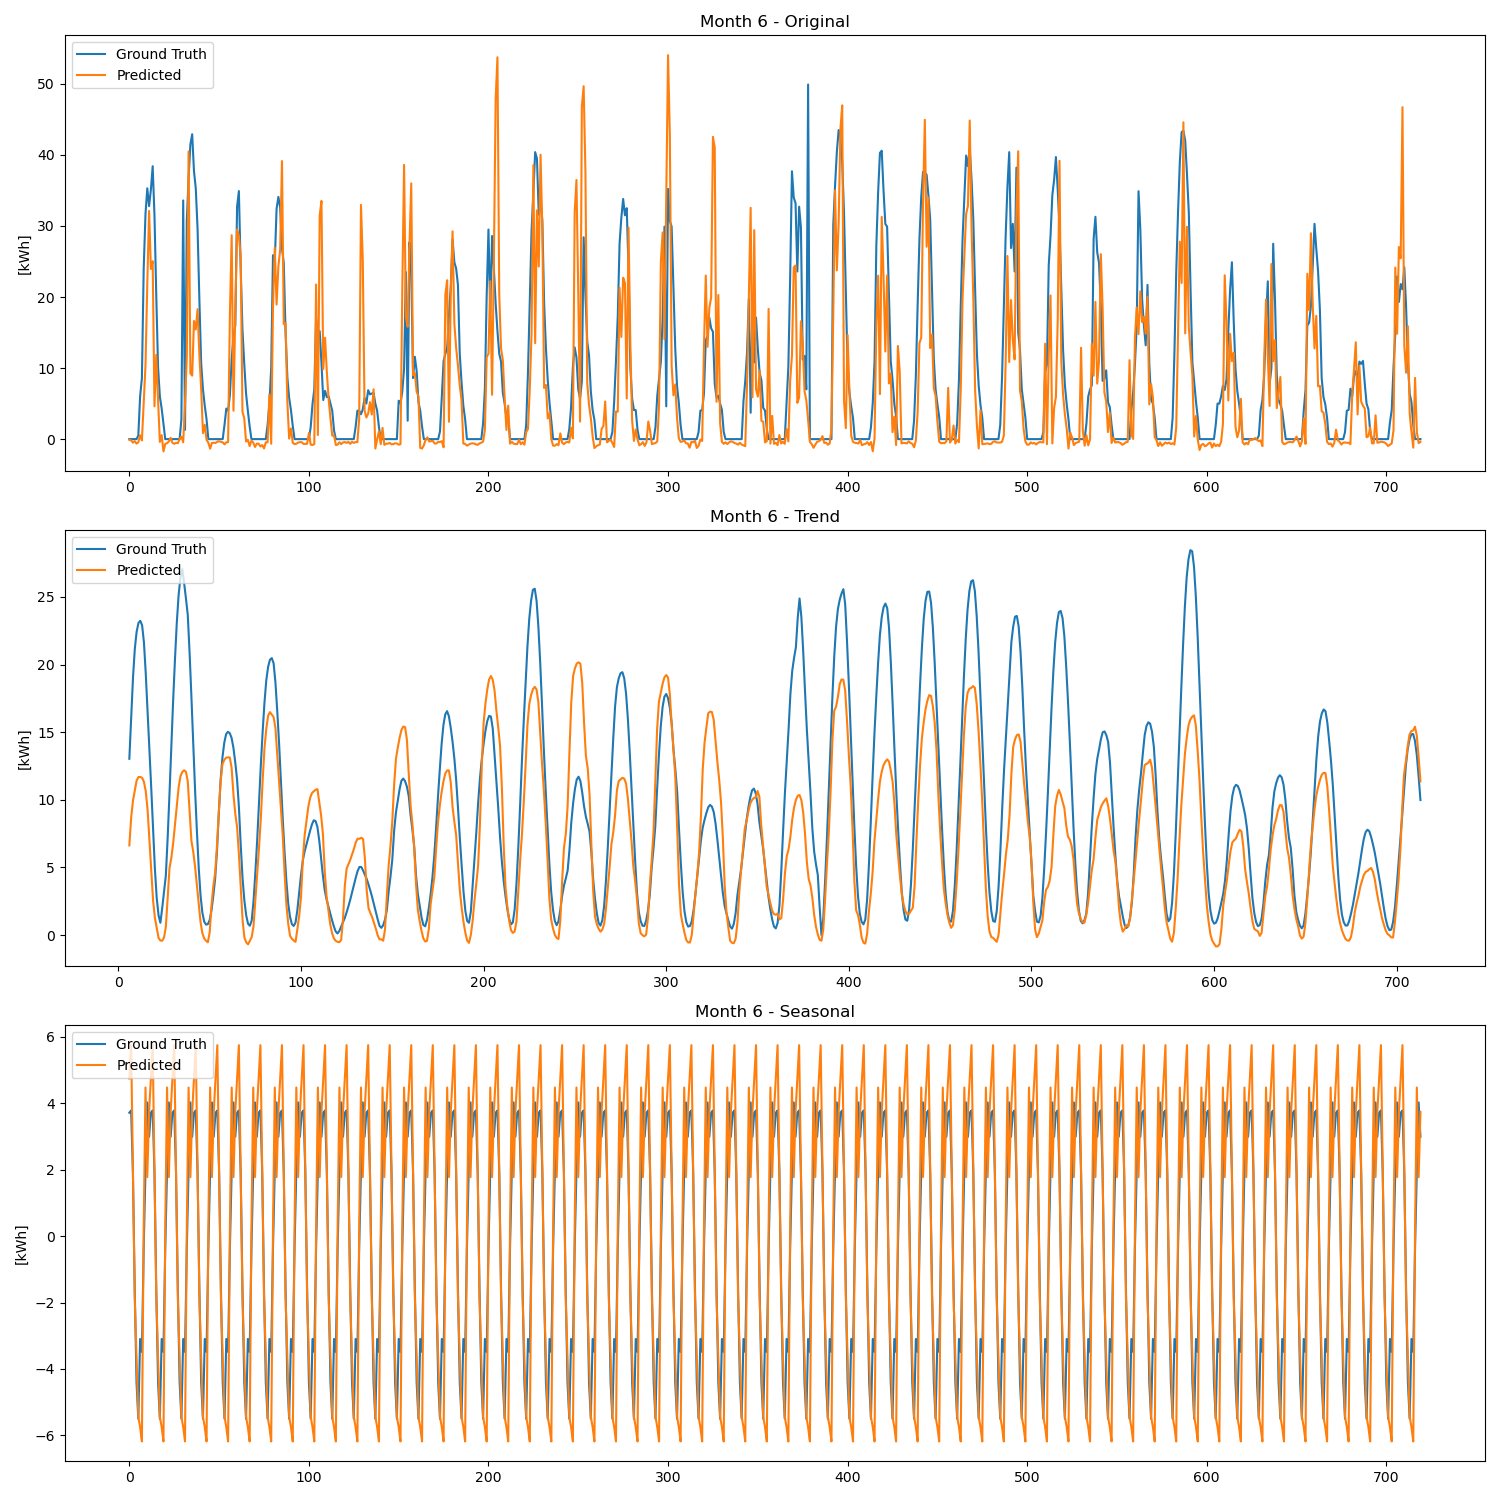 Month 6 - Original
Ground Truth
Predicted
[kWh]
50
40
30
20
10
0
0 100 200 300 400 500 600 700
Month 6 - Trend
Ground Truth
Predicted
[kWh]
25
20
15
10
5
0
0 100 200 300 400 500 600 700
Month 6 - Seasonal
Ground Truth
Predicted
[kWh]
6
4
2
0
−2
−4
−6
0 100 200 300 400 500 600 700